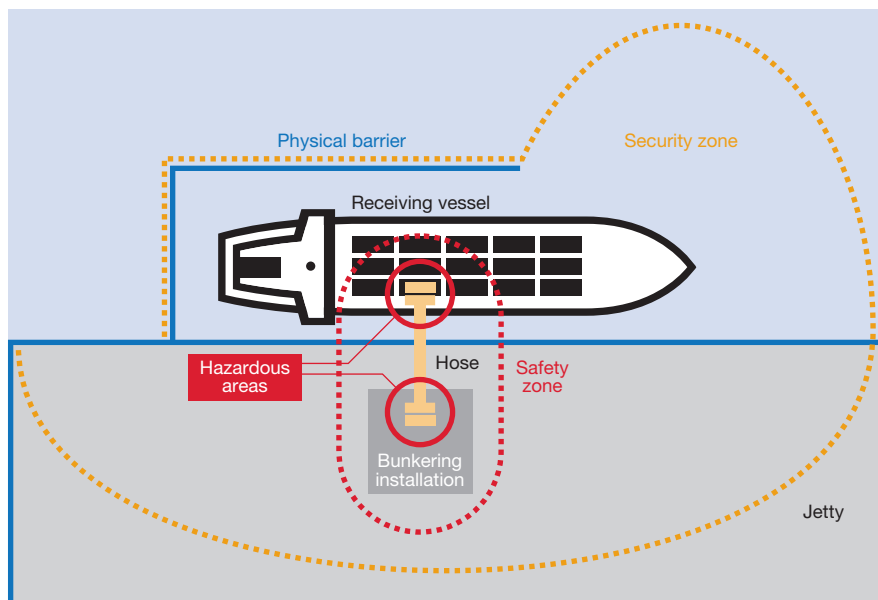 Physical barrier
Security zone
Receiving vessel
Hazardous
areas
Hose
Safety
zone
Bunkering
installation
Jetty